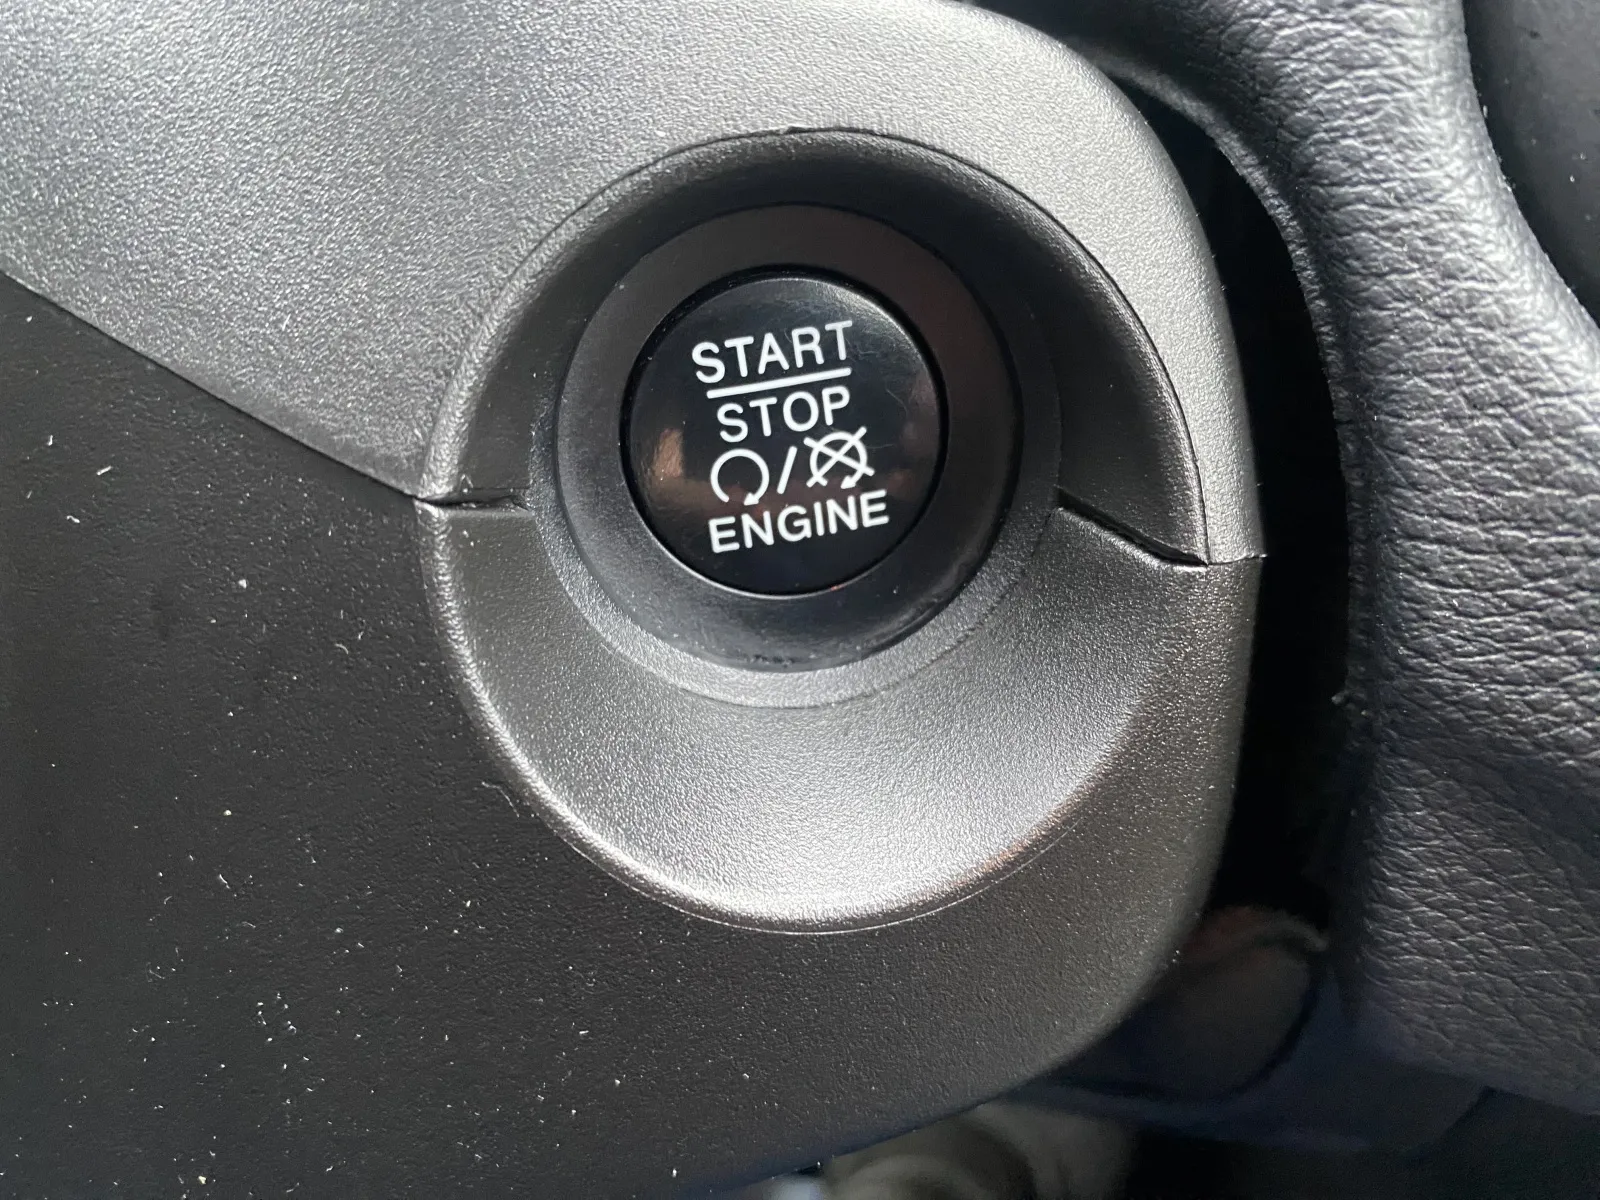 START
STOP
/
ENGINE